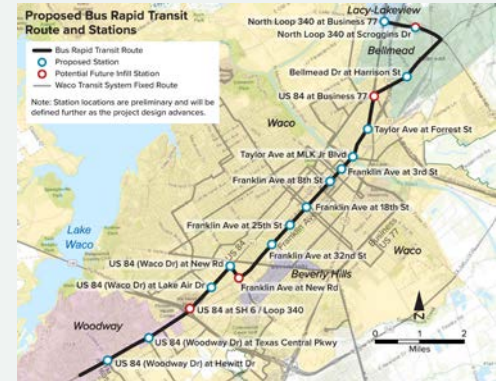 Proposed Bus Rapid Transit
Route and Stations
Bus Rapid Transit Route
Proposed Station
Potential Future Infill Station
Waco Transit System Fixed Route
Note: Station locations are preliminary and will be
defined further as the project design advances.
Lacy-Lakeview
North Loop 340 at Business 77
North Loop 340 at Scroggins Dr
Bellmead
Bellmead Dr at Harrison St
US 84 at Business 77
Waco
Taylor Ave at Forrest St
Taylor Ave at MLK Jr Blvd
Franklin Ave at 3rd St
Franklin Ave at 8th St
Franklin Ave at 18th St
Franklin Ave at 25th St
Franklin Ave
Business
US 77
US 84
Lake
Waco
Franklin Ave at 32nd St
Waco
US 84 (Waco Dr) at New Rd
Beverly Hills
US 84 (Waco Dr) at Lake Air Dr
Franklin Ave at New Rd
US 84 at SH 6 / Loop 340
Woodway
N
US 84 (Woodway Dr) at Texas Central Pkwy
0 1 2
Miles
US 84 (Woodway Dr) at Hewitt Dr